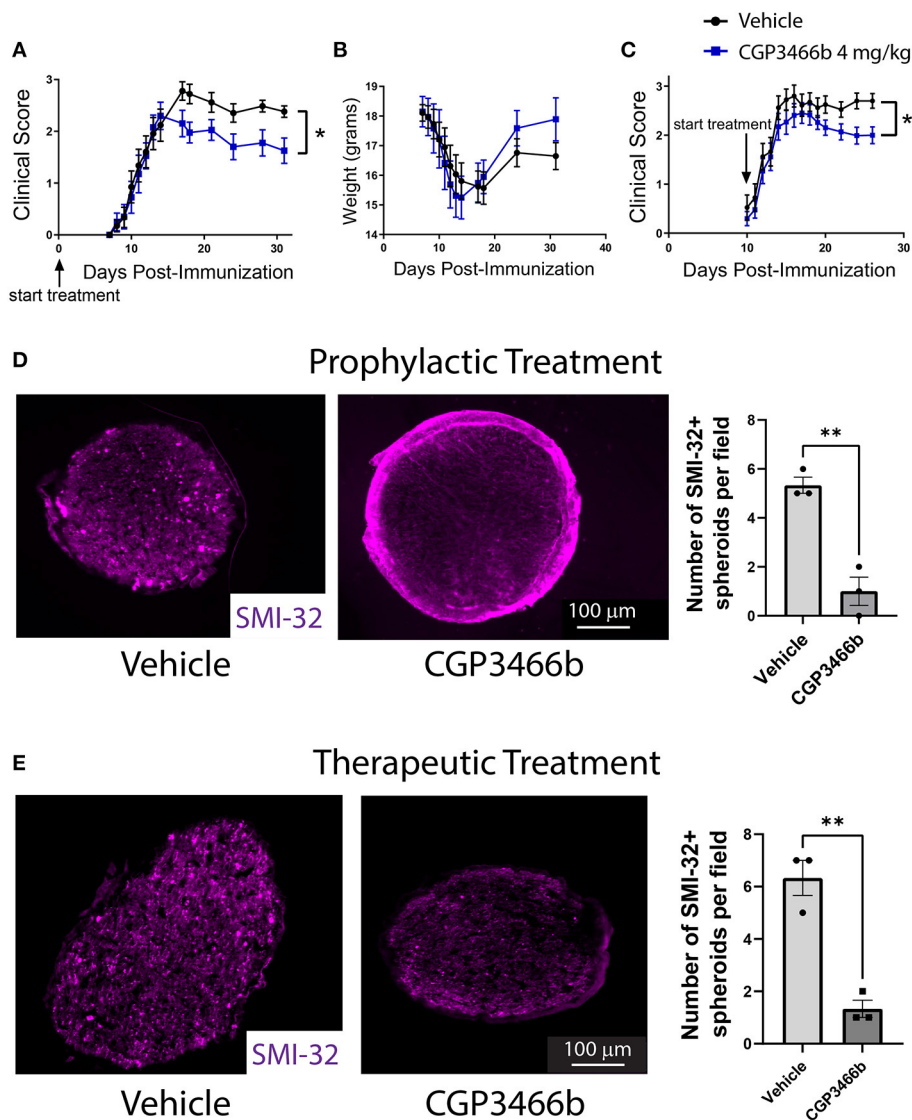 Vehicle
CGP3466b 4 mg/kg
A
Clinical Score
3
2
1
0
0 10 20 30
Days Post-Immunization
start treatment
*
B
Weight (grams)
19
18
17
16
15
14
0 10 20 30 40
Days Post-Immunization
C
Clinical Score
3
2
1
0
0 10 20 30
Days Post-Immunization
start treatment
*
D
Prophylactic Treatment
SMI-32
100 μm
Vehicle
CGP3466b
Number of SMI-32+
spheroids per field
8
6
4
2
0
**
Vehicle
CGP3466b
E
Therapeutic Treatment
SMI-32
100 μm
Vehicle
CGP3466b
Number of SMI-32+
spheroids per field
8
6
4
2
0
**
Vehicle
CGP3466b